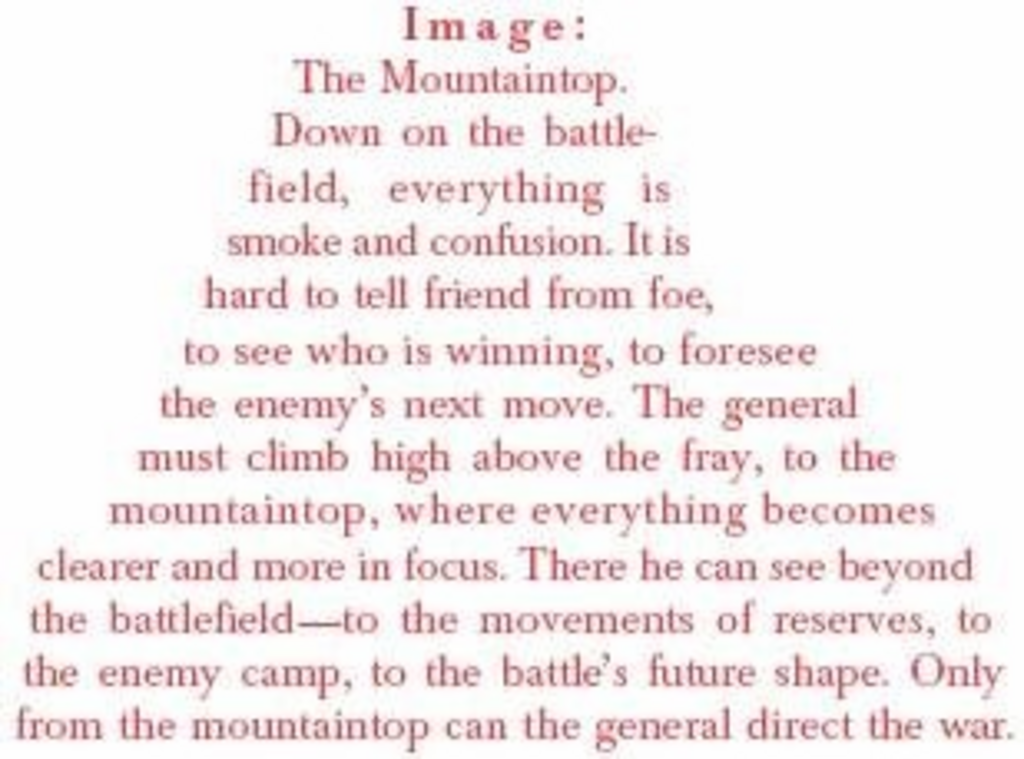 Image:
The Mountaintop.
Down on the battle-
field, everything is
smoke and confusion. It is
hard to tell friend from foe,
to see who is winning, to foresee
the enemy's next move. The general
must climb high above the fray, to the
mountaintop, where everything becomes
clearer and more in focus. There he can see beyond
the battlefield—to the movements of reserves, to
the enemy camp, to the battle's future shape. Only
from the mountaintop can the general direct the war.